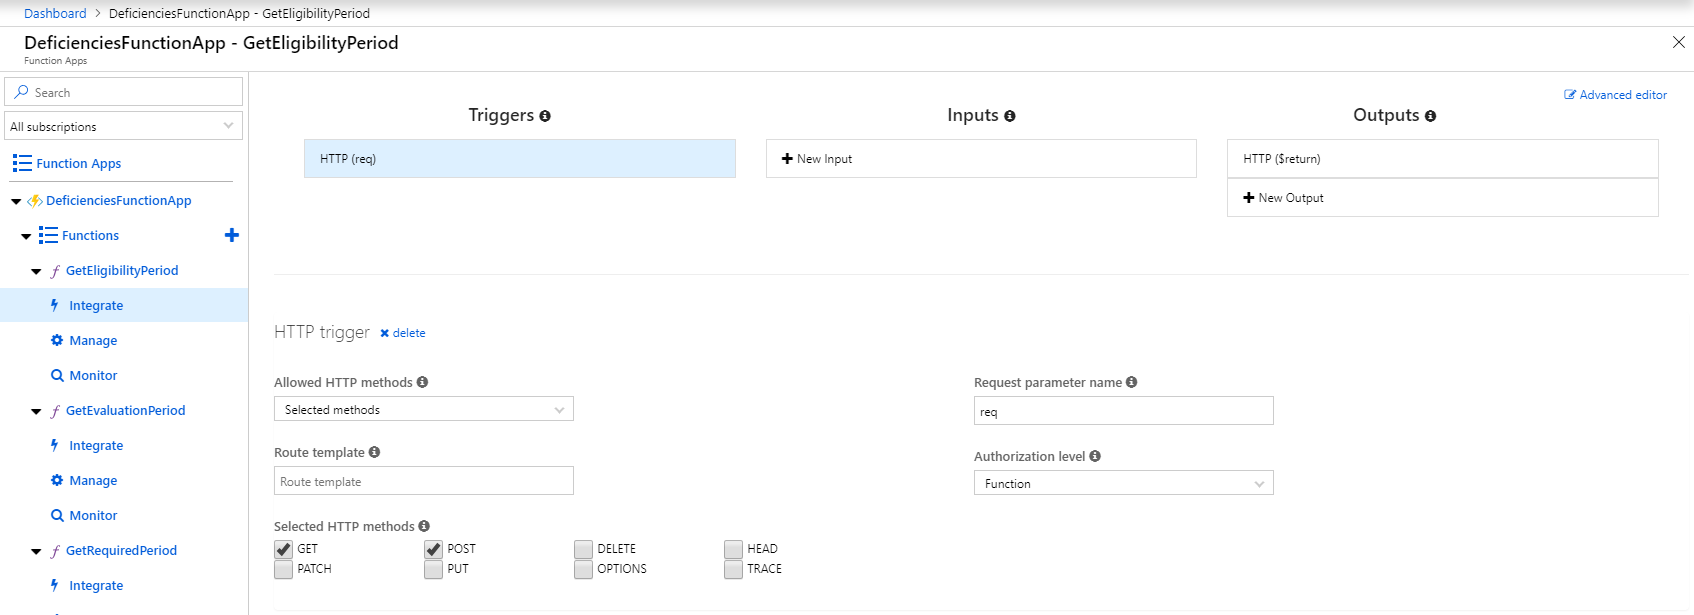 Dashboard > DeficienciesFunctionApp - GetEligibilityPeriod
DeficienciesFunctionApp - GetEligibilityPeriod
Function Apps
Search
All subscriptions
Function Apps
DeficienciesFunctionApp
Functions
GetEligibilityPeriod
Integrate
Manage
Monitor
GetEvaluationPeriod
Integrate
Manage
Monitor
GetRequiredPeriod
Integrate
Advanced editor
Triggers
HTTP (req)
Inputs
New Input
Outputs
HTTP ($return)
New Output
HTTP trigger delete
Allowed HTTP methods
Selected methods
Request parameter name
req
Route template
Route template
Authorization level
Function
Selected HTTP methods
GET POST DELETE HEAD
PATCH PUT OPTIONS TRACE